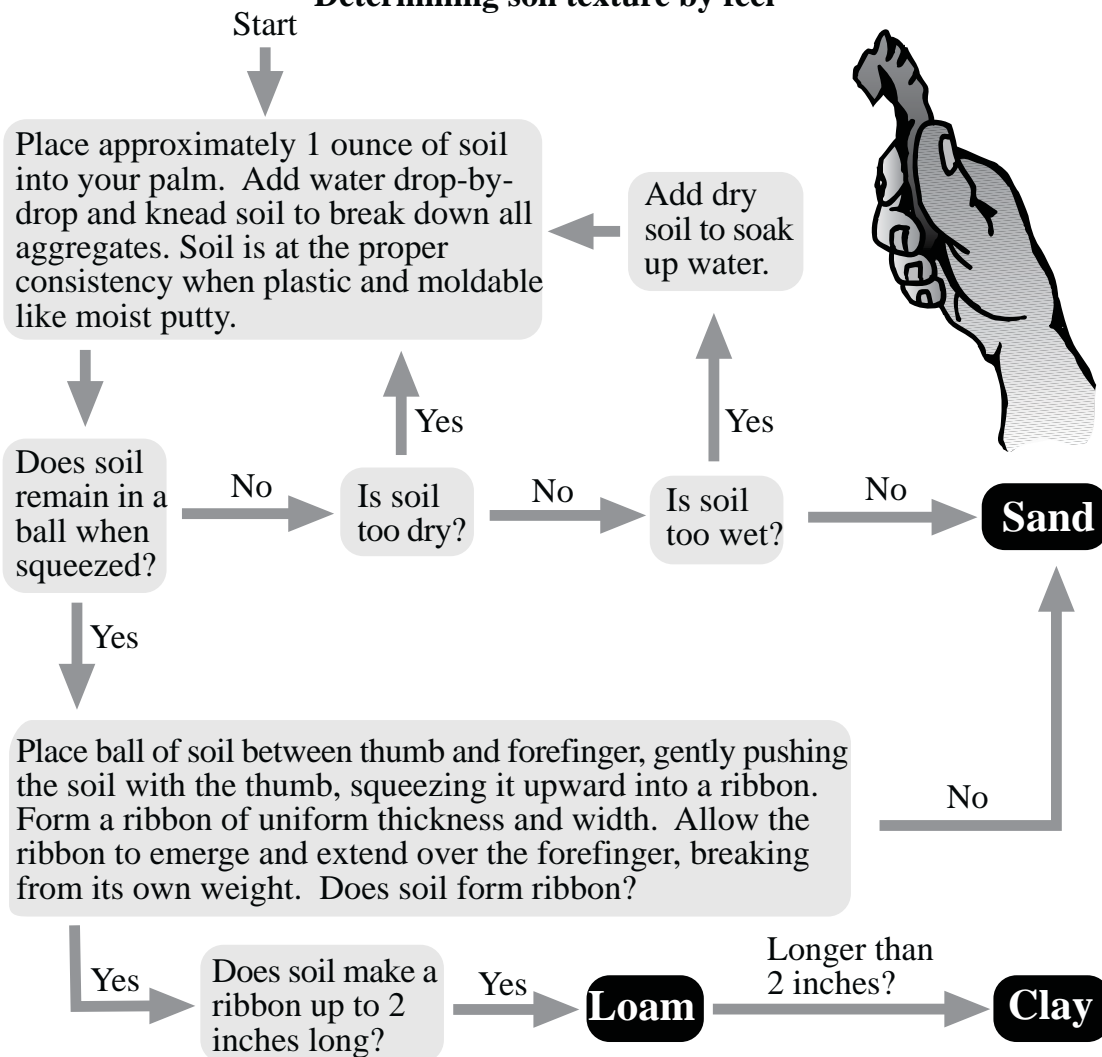 Determining soil texture by feel
Start
Place approximately 1 ounce of soil
into your palm. Add water drop-by-
drop and knead soil to break down all
aggregates. Soil is at the proper
consistency when plastic and moldable
like moist putty.
Add dry
soil to soak
up water.
Yes
Yes
Does soil
remain in a
ball when
squeezed?
No
Is soil
too dry?
No
Is soil
too wet?
No
Sand
Yes
Place ball of soil between thumb and forefinger, gently pushing
the soil with the thumb, squeezing it upward into a ribbon.
Form a ribbon of uniform thickness and width. Allow the
ribbon to emerge and extend over the forefinger, breaking
from its own weight. Does soil form ribbon?
No
Yes
Does soil make a
ribbon up to 2
inches long?
Yes
Loam
Longer than
2 inches?
Clay